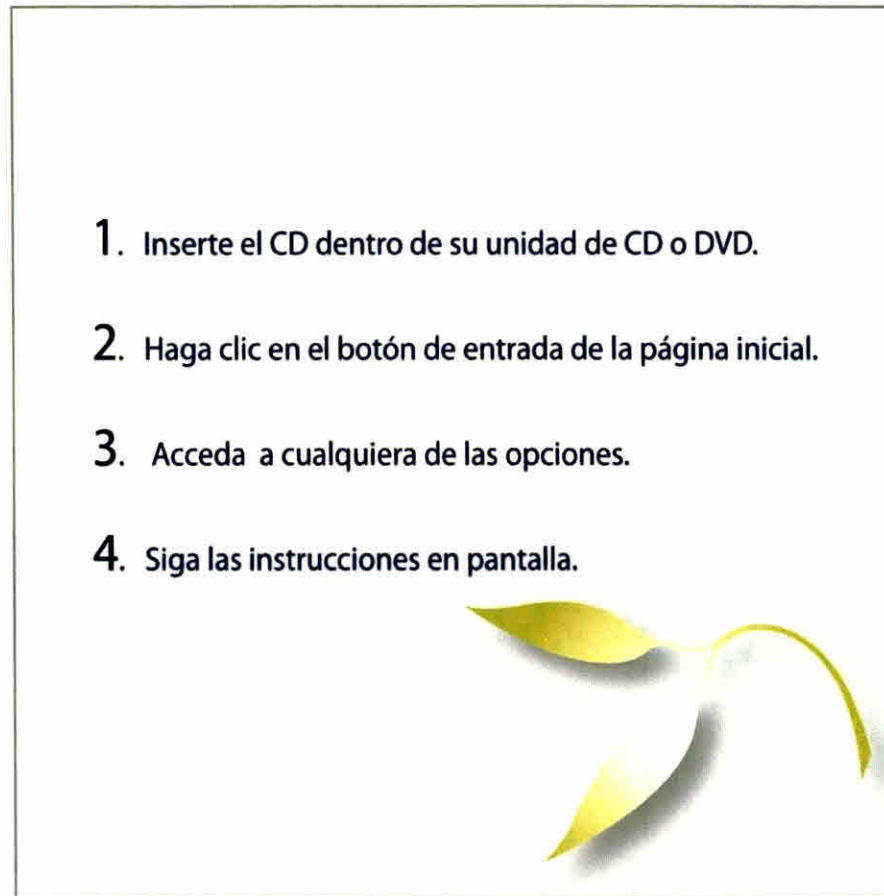 1. Inserte el CD dentro de su unidad de CD o DVD.
2. Haga clic en el botón de entrada de la página inicial.
3. Acceda a cualquiera de las opciones.
4. Siga las instrucciones en pantalla.